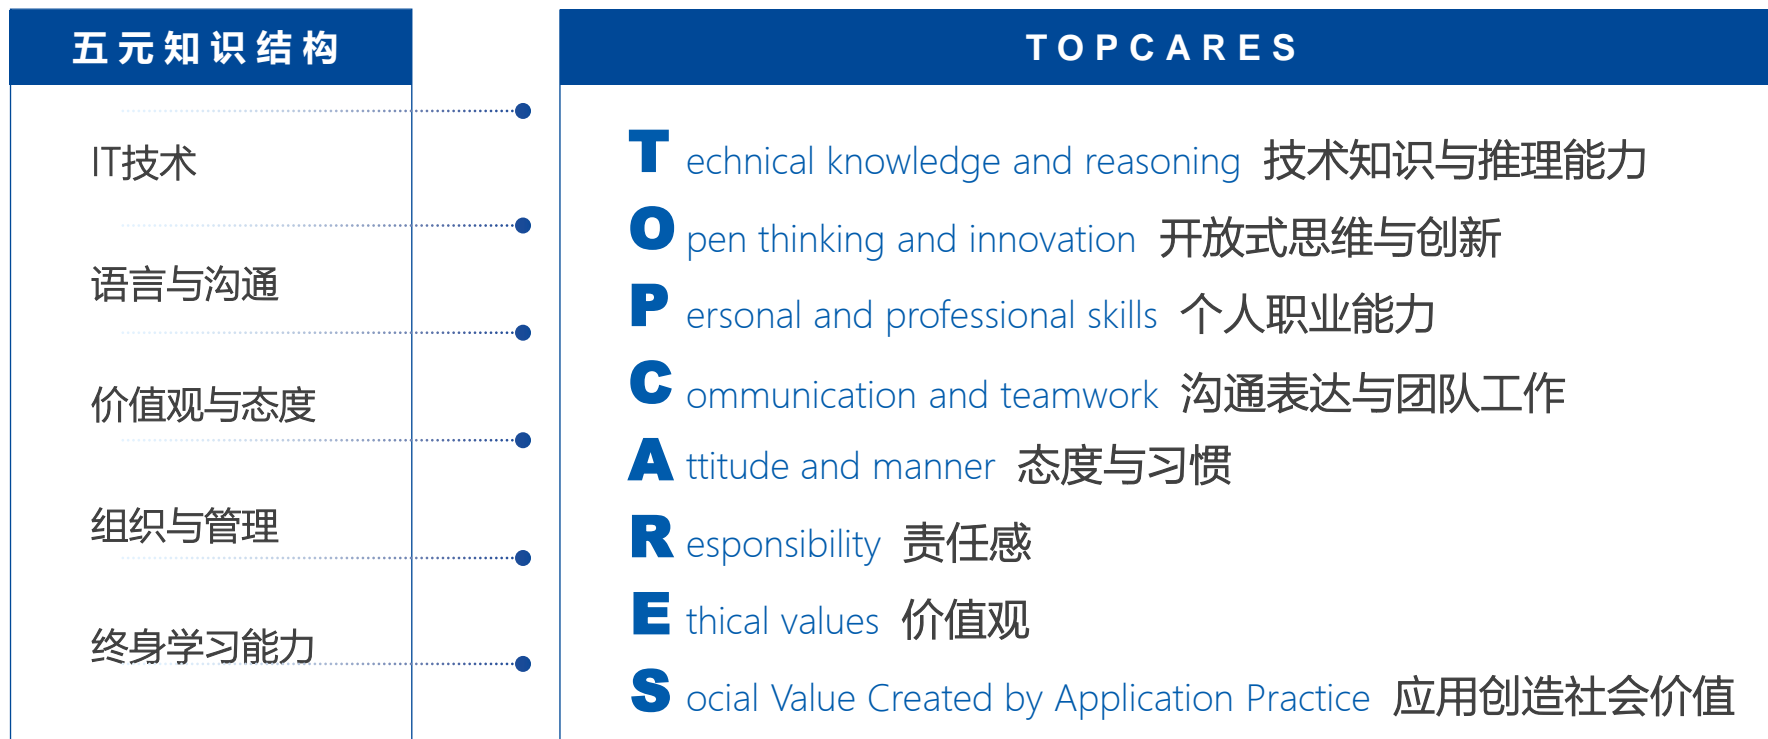 五元知识结构
IT技术
语言与沟通
价值观与态度
组织与管理
终身学习能力
TOPCARES
Technical knowledge and reasoning 技术知识与推理能力
Open thinking and innovation 开放式思维与创新
Personal and professional skills 个人职业能力
Communication and teamwork 沟通表达与团队工作
Attitude and manner 态度与习惯
Responsibility 责任感
Ethical values 价值观
Social Value Created by Application Practice 应用创造社会价值